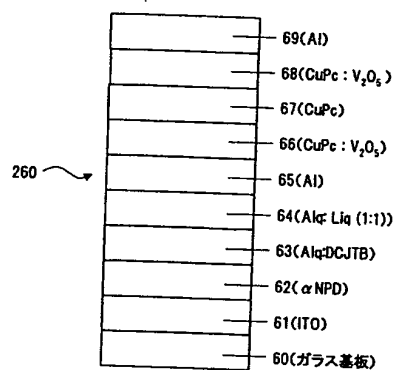 69(Al)
68(CuPc : V₂O₅)
67(CuPc)
66(CuPc : V₂O₅)
260
65(Al)
64(Alq: Liq (1:1))
63(Alq:DCJTB)
62(αNPD)
61(ITO)
60(ガラス基板)